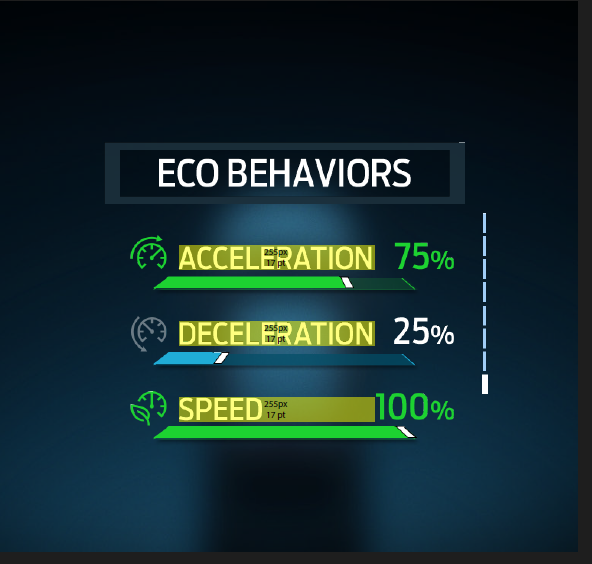 ECO BEHAVIORS
ACCELERATION 75%
255px
17 pt
DECELERATION 25%
255px
17 pt
SPEED 100%
255px
17 pt